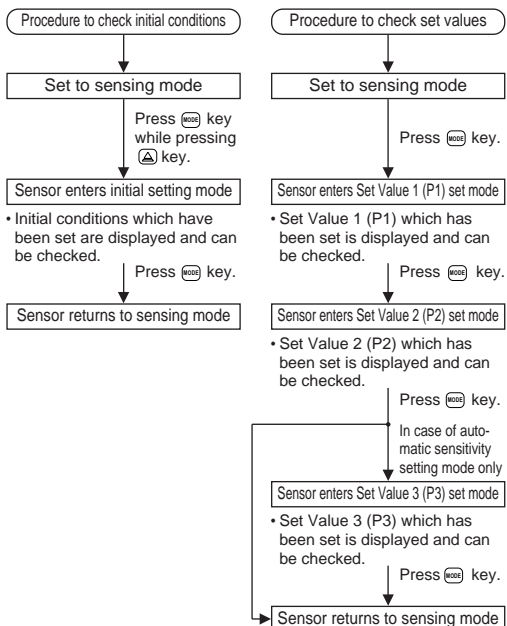 Procedure to check initial conditions
Set to sensing mode
Press MODE key
while pressing
key.
Sensor enters initial setting mode
• Initial conditions which have
been set are displayed and can
be checked.
Press MODE key.
Sensor returns to sensing mode
Procedure to check set values
Set to sensing mode
Press MODE key.
Sensor enters Set Value 1 (P1) set mode
• Set Value 1 (P1) which has
been set is displayed and can
be checked.
Press MODE key.
Sensor enters Set Value 2 (P2) set mode
• Set Value 2 (P2) which has
been set is displayed and can
be checked.
Press MODE key.
In case of auto-
matic sensitivity
setting mode only
Sensor enters Set Value 3 (P3) set mode
• Set Value 3 (P3) which has
been set is displayed and can
be checked.
Press MODE key.
Sensor returns to sensing mode